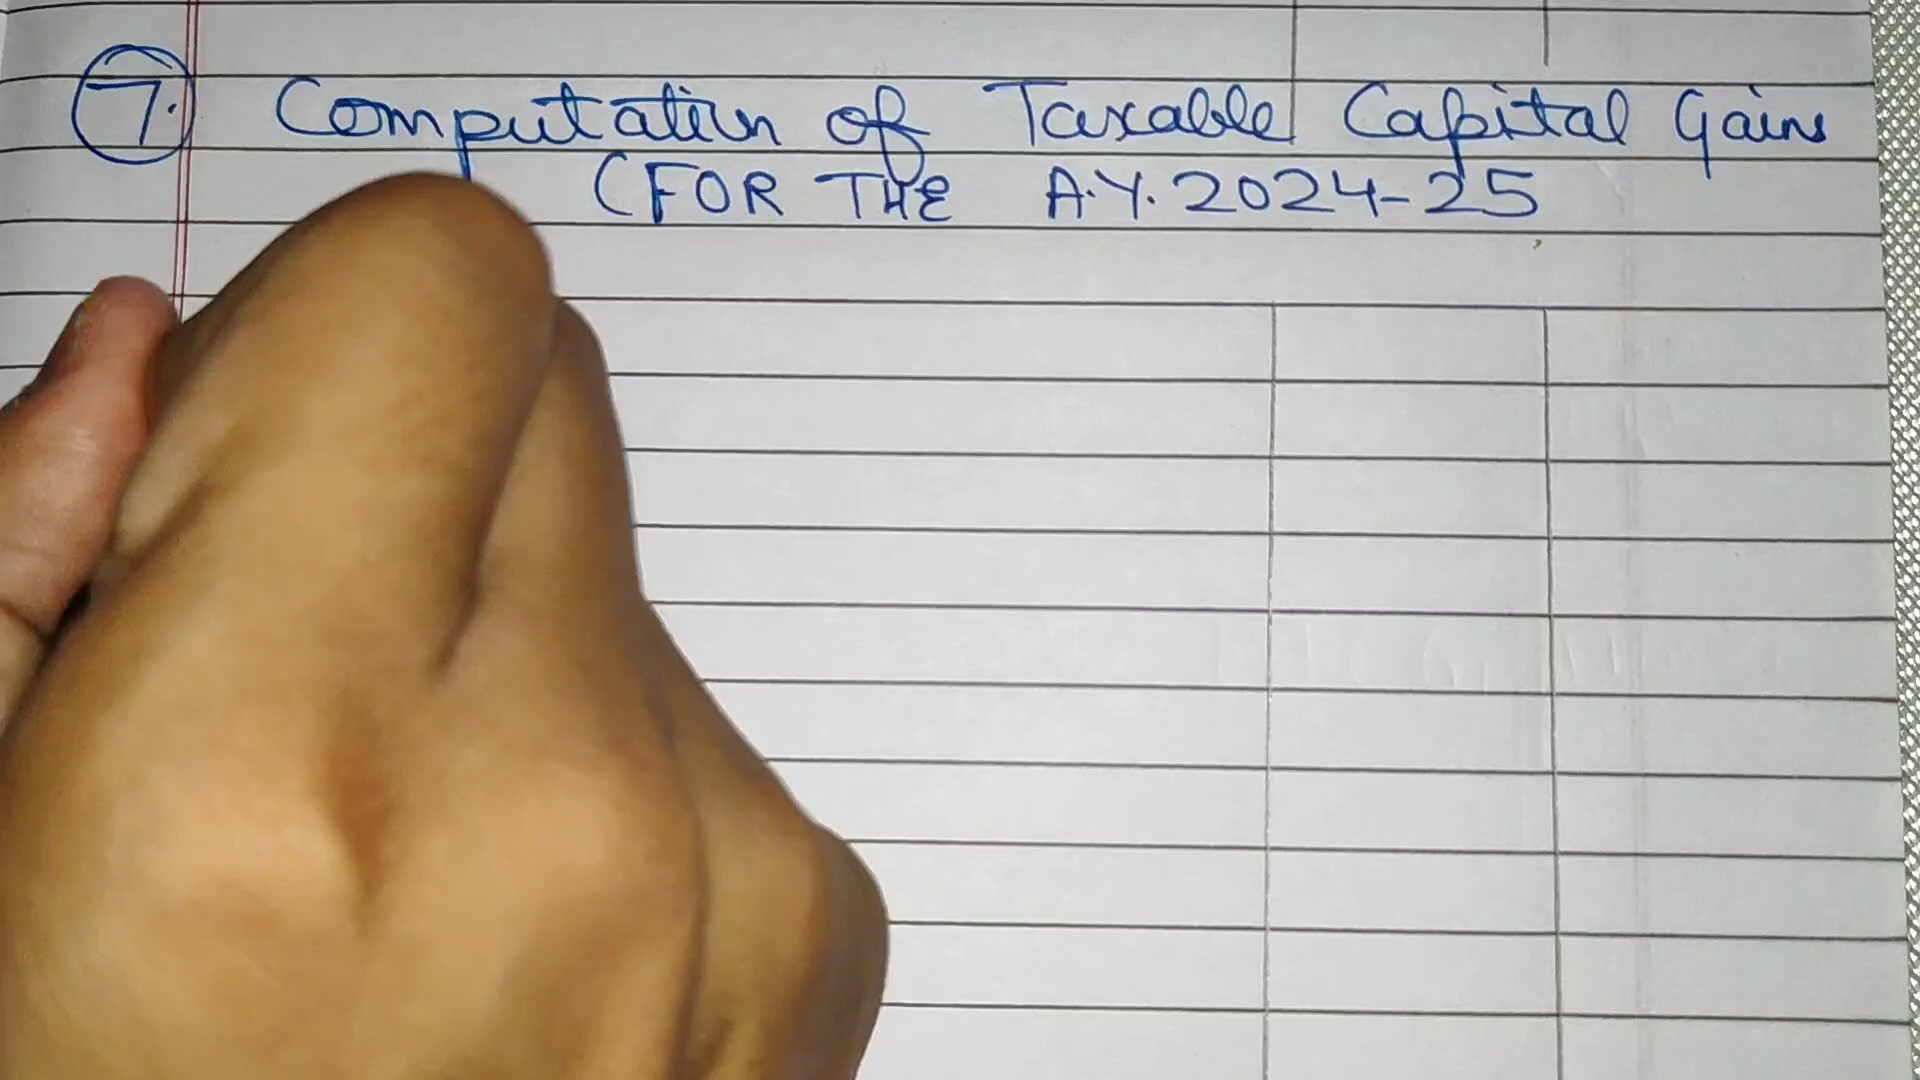 7. Computation of Taxable Capital Gains
(FOR THE A.Y. 2024-25